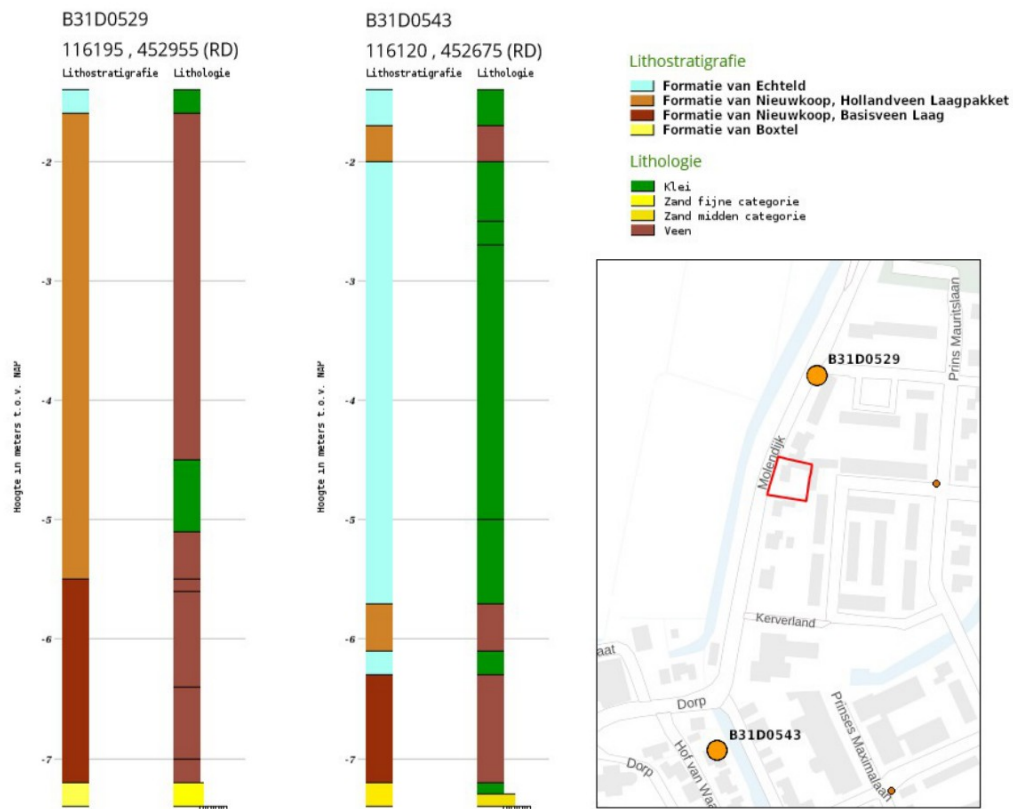 B31D0529
116195 , 452955 (RD)
Lithostratigrafie Lithologie
-2
-3
-4
-5
-6
-7
Hoogte in meters t.o.v. NAP
B31D0543
116120 , 452675 (RD)
Lithostratigrafie Lithologie
-2
-3
-4
-5
-6
-7
Hoogte in meters t.o.v. NAP
Lithostratigrafie
Formatie van Echteld
Formatie van Nieuwkoop, Hollandveen Laagpakket
Formatie van Nieuwkoop, Basisveen Laag
Formatie van Boxtel
Lithologie
Klei
Zand fijne categorie
Zand midden categorie
Veen
Prins Mauritslaan
B31D0529
Molendijk
Kerverland
aat
Dorp
B31D0543
Prinses Maximalaan
Hof van Waa
Dorp